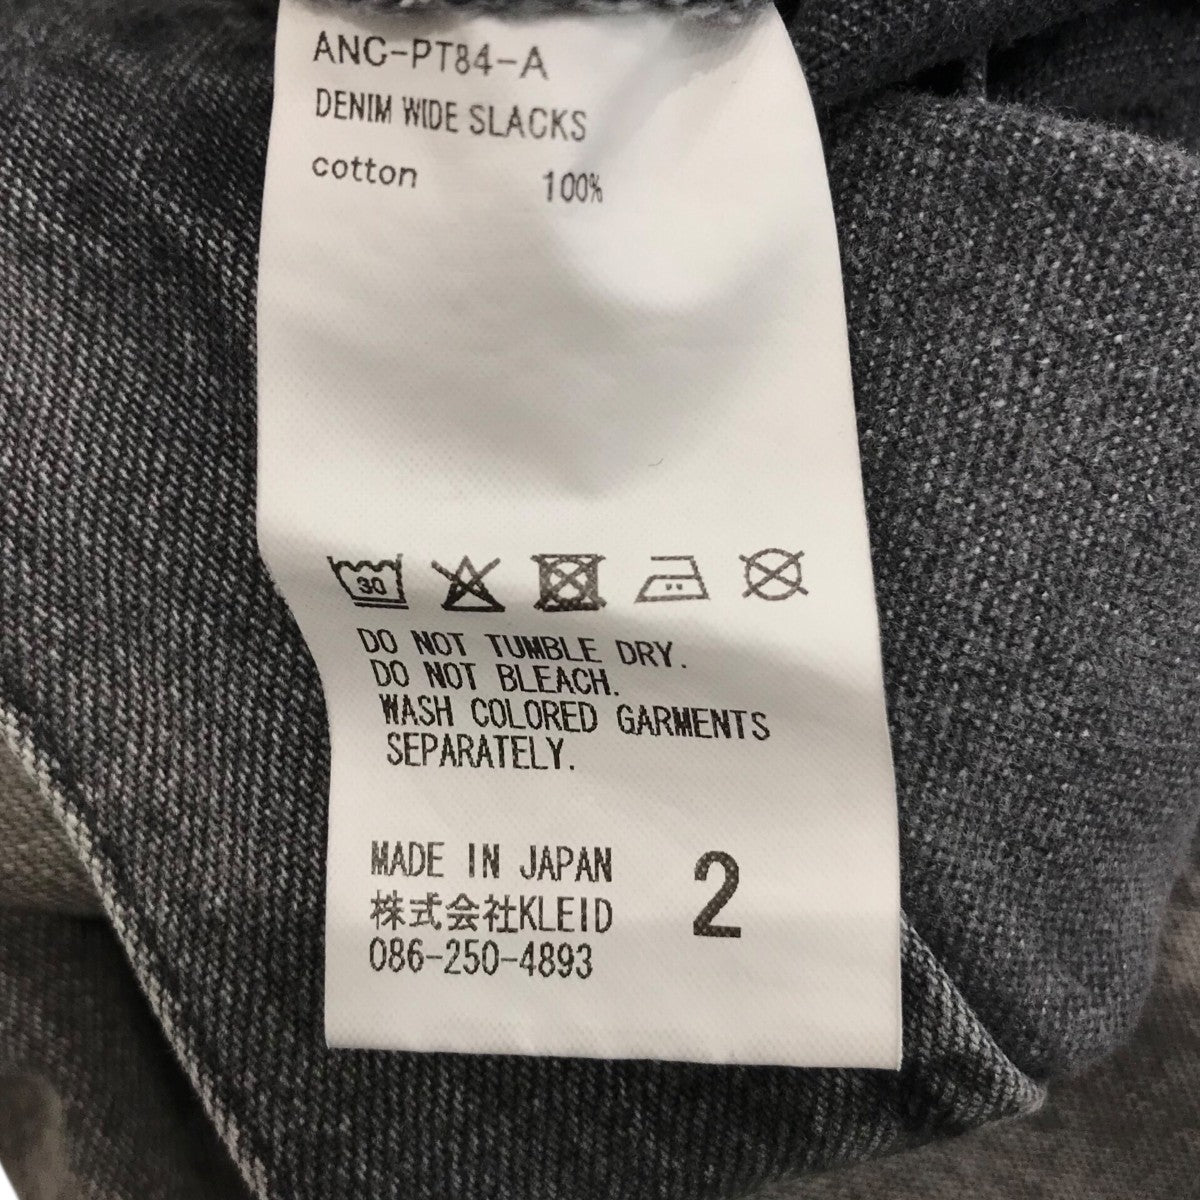 ANC-PT84-A
DENIM WIDE SLACKS
cotton 100%
30
DO NOT TUMBLE DRY.
DO NOT BLEACH.
WASH COLORED GARMENTS
SEPARATELY.
MADE IN JAPAN
株式会社KLEID
086-250-4893
2